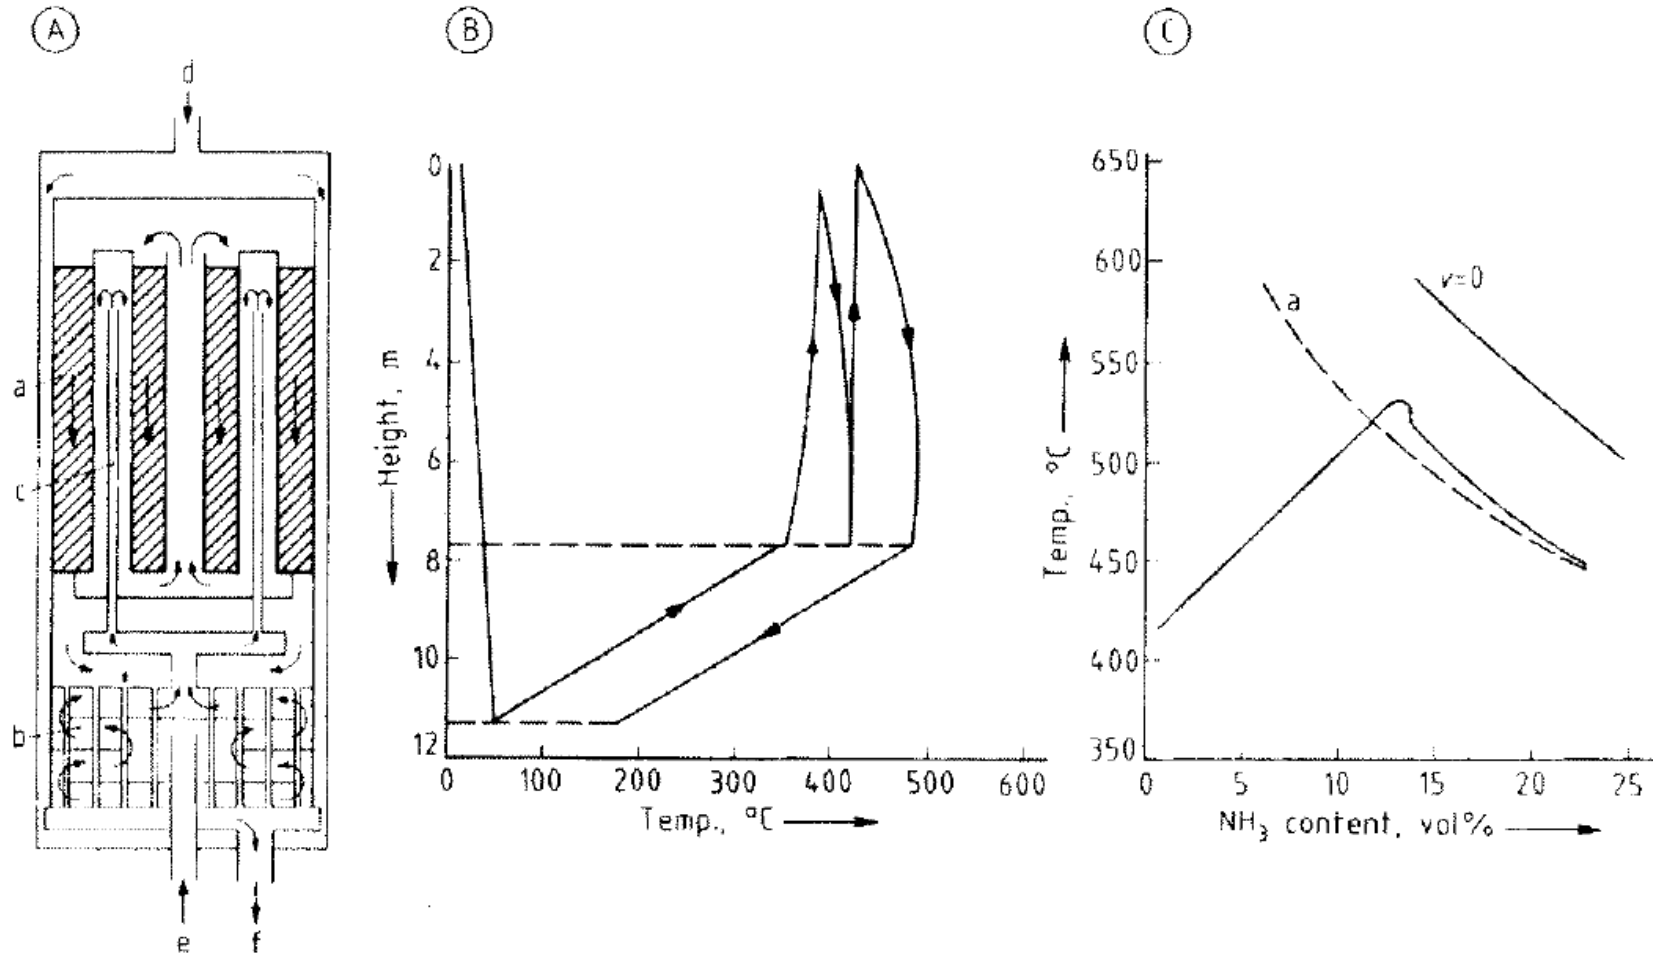 A
d
a
c
b
e
f
B
0
2
4
6
8
10
12
Height, m
0 100 200 300 400 500 600
Temp., °C
C
650
600
550
500
450
400
350
Temp. °C
a
v=0
0 5 10 15 20 25
NH₃ content, vol%